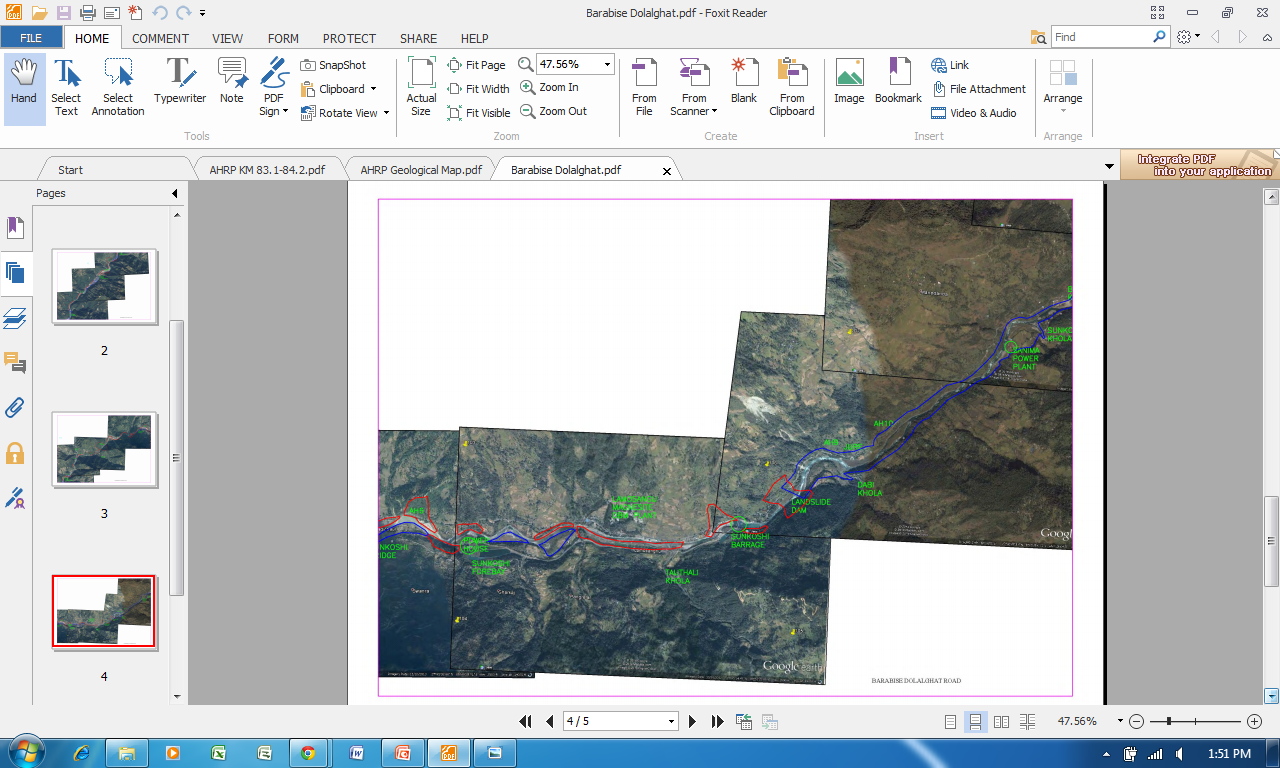 Barabise Dolalghat.pdf - Foxit Reader
FILE
HOME
COMMENT
VIEW
FORM
PROTECT
SHARE
HELP
Find
Hand
Select Text
Select Annotation
Typewriter
Note
PDF Sign
SnapShot
Clipboard
Rotate View
Tools
Actual Size
Fit Page
Fit Width
Fit Visible
47.56%
Zoom In
Zoom Out
Zoom
From File
From Scanner
Blank
From Clipboard
Create
Image
Bookmark
Link
File Attachment
Video & Audio
Insert
Arrange
Arrange
Start
AHRP KM 83.1-84.2.pdf
AHRP Geological Map.pdf
Barabise Dolalghat.pdf
Integrate PDF
into your application
Pages
2
3
4
SUNKO
KHOLA
POWER
PLANT
DABI
KHOLA
LANDSLIDE
DAM
SUNKOSHI
BARRAGE
KHOLA
SUNKOSHI
Google
Google earth
BARABISE DOLALGHAT ROAD
4 / 5
47.56%
1:51 PM